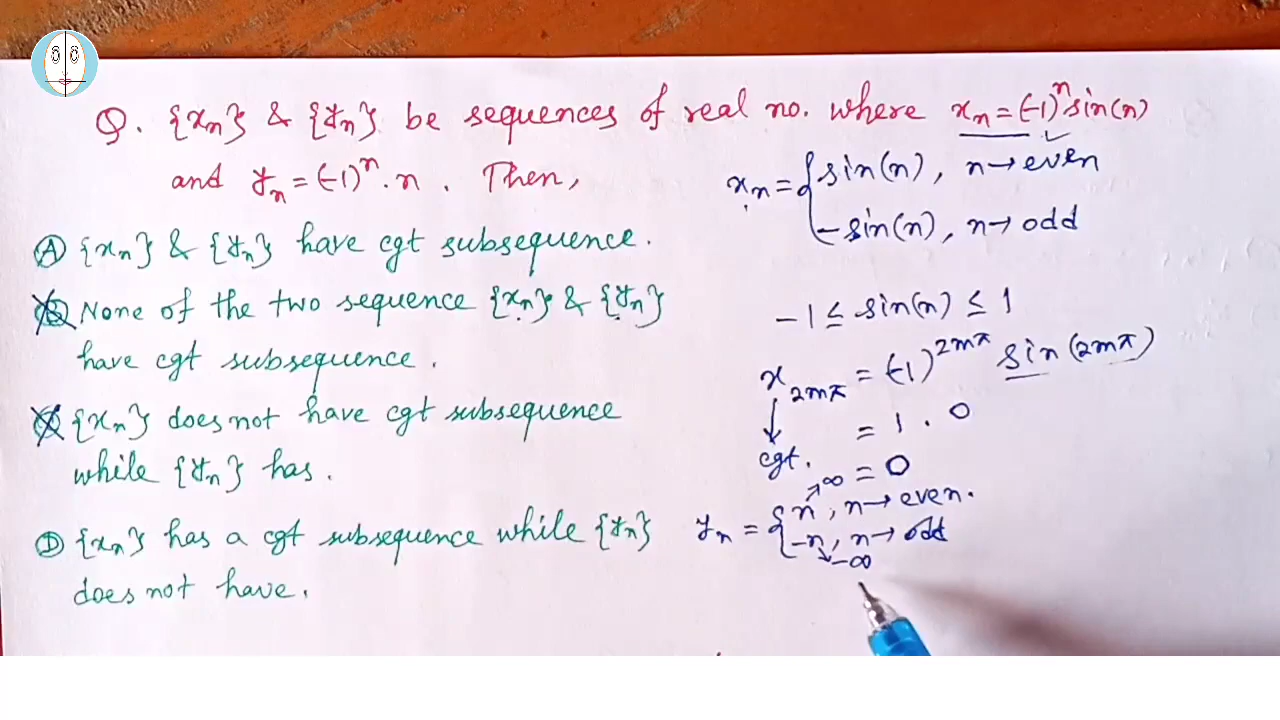 Q. {xₙ} & {yₙ} be sequences of real no. where xₙ = (-1)ⁿ sin(n)
and yₙ = (-1)ⁿ. n. Then,
xₙ = { sin(n), n → even
-sin(n), n → odd
Ⓐ {xₙ} & {yₙ} have cgt subsequence.
Ⓑ None of the two sequence {xₙ} & {yₙ}
have cgt subsequence.
Ⓒ {xₙ} does not have cgt subsequence
while {yₙ} has.
Ⓓ {xₙ} has a cgt subsequence while {yₙ}
does not have.
-1 ≤ sin(n) ≤ 1
x₂ₘπ = (-1)^2mπ sin(2mπ)
↓ = 1 . 0
cgt. = 0
yₙ = { n ↗∞, n → even.
-n, n → odd
↘ -∞